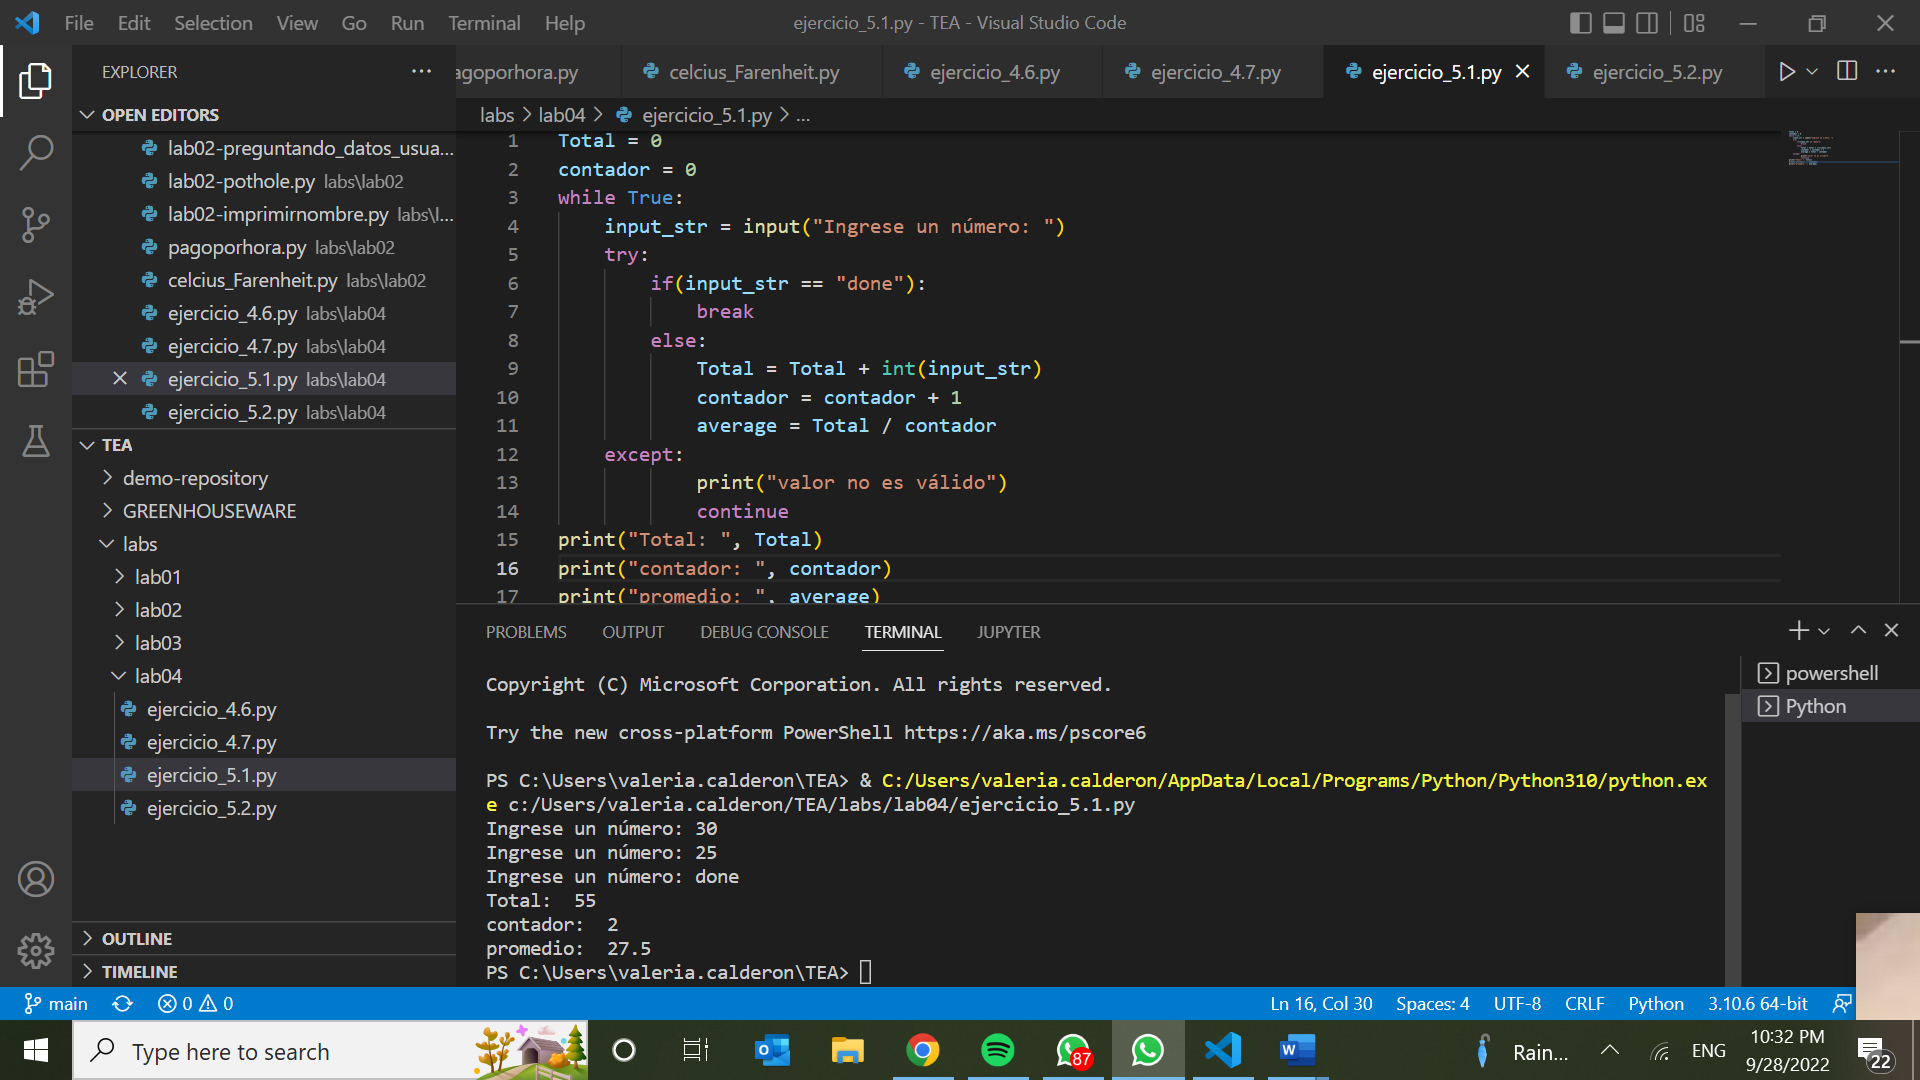 File Edit Selection View Go Run Terminal Help
ejercicio_5.1.py - TEA - Visual Studio Code
EXPLORER
agoporhora.py celcius_Farenheit.py ejercicio_4.6.py ejercicio_4.7.py ejercicio_5.1.py ejercicio_5.2.py
OPEN EDITORS
lab02-preguntando_datos_usua...
lab02-pothole.py labs\lab02
lab02-imprimirnombre.py labs\l...
pagoporhora.py labs\lab02
celcius_Farenheit.py labs\lab02
ejercicio_4.6.py labs\lab04
ejercicio_4.7.py labs\lab04
ejercicio_5.1.py labs\lab04
ejercicio_5.2.py labs\lab04
TEA
demo-repository
GREENHOUSEWARE
labs
lab01
lab02
lab03
lab04
ejercicio_4.6.py
ejercicio_4.7.py
ejercicio_5.1.py
ejercicio_5.2.py
OUTLINE
TIMELINE
labs > lab04 > ejercicio_5.1.py > ...
1 Total = 0
2 contador = 0
3 while True:
4 input_str = input("Ingrese un número: ")
5 try:
6 if(input_str == "done"):
7 break
8 else:
9 Total = Total + int(input_str)
10 contador = contador + 1
11 average = Total / contador
12 except:
13 print("valor no es válido")
14 continue
15 print("Total: ", Total)
16 print("contador: ", contador)
17 print("promedio: ", average)
PROBLEMS OUTPUT DEBUG CONSOLE TERMINAL JUPYTER
powershell
Python
Copyright (C) Microsoft Corporation. All rights reserved.
Try the new cross-platform PowerShell https://aka.ms/pscore6
PS C:\Users\valeria.calderon\TEA> & C:/Users/valeria.calderon/AppData/Local/Programs/Python/Python310/python.ex
e c:/Users/valeria.calderon/TEA/labs/lab04/ejercicio_5.1.py
Ingrese un número: 30
Ingrese un número: 25
Ingrese un número: done
Total: 55
contador: 2
promedio: 27.5
PS C:\Users\valeria.calderon\TEA>
main 0 0 Ln 16, Col 30 Spaces: 4 UTF-8 CRLF Python 3.10.6 64-bit
Type here to search
87
Rain...
ENG
10:32 PM
9/28/2022
22